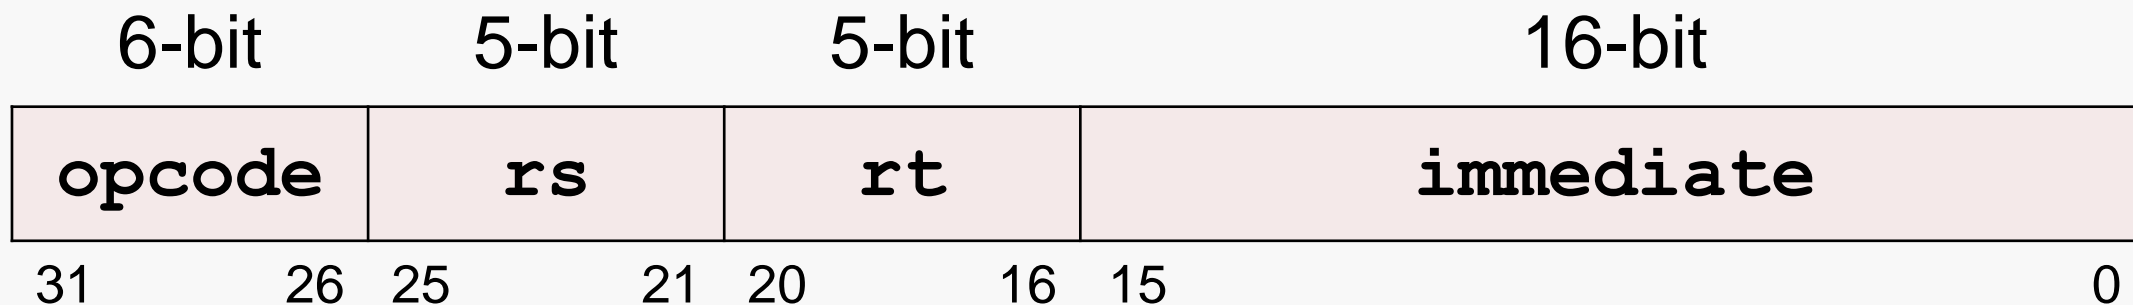 6-bit 5-bit 5-bit 16-bit
opcode rs rt immediate
31 26 25 21 20 16 15 0